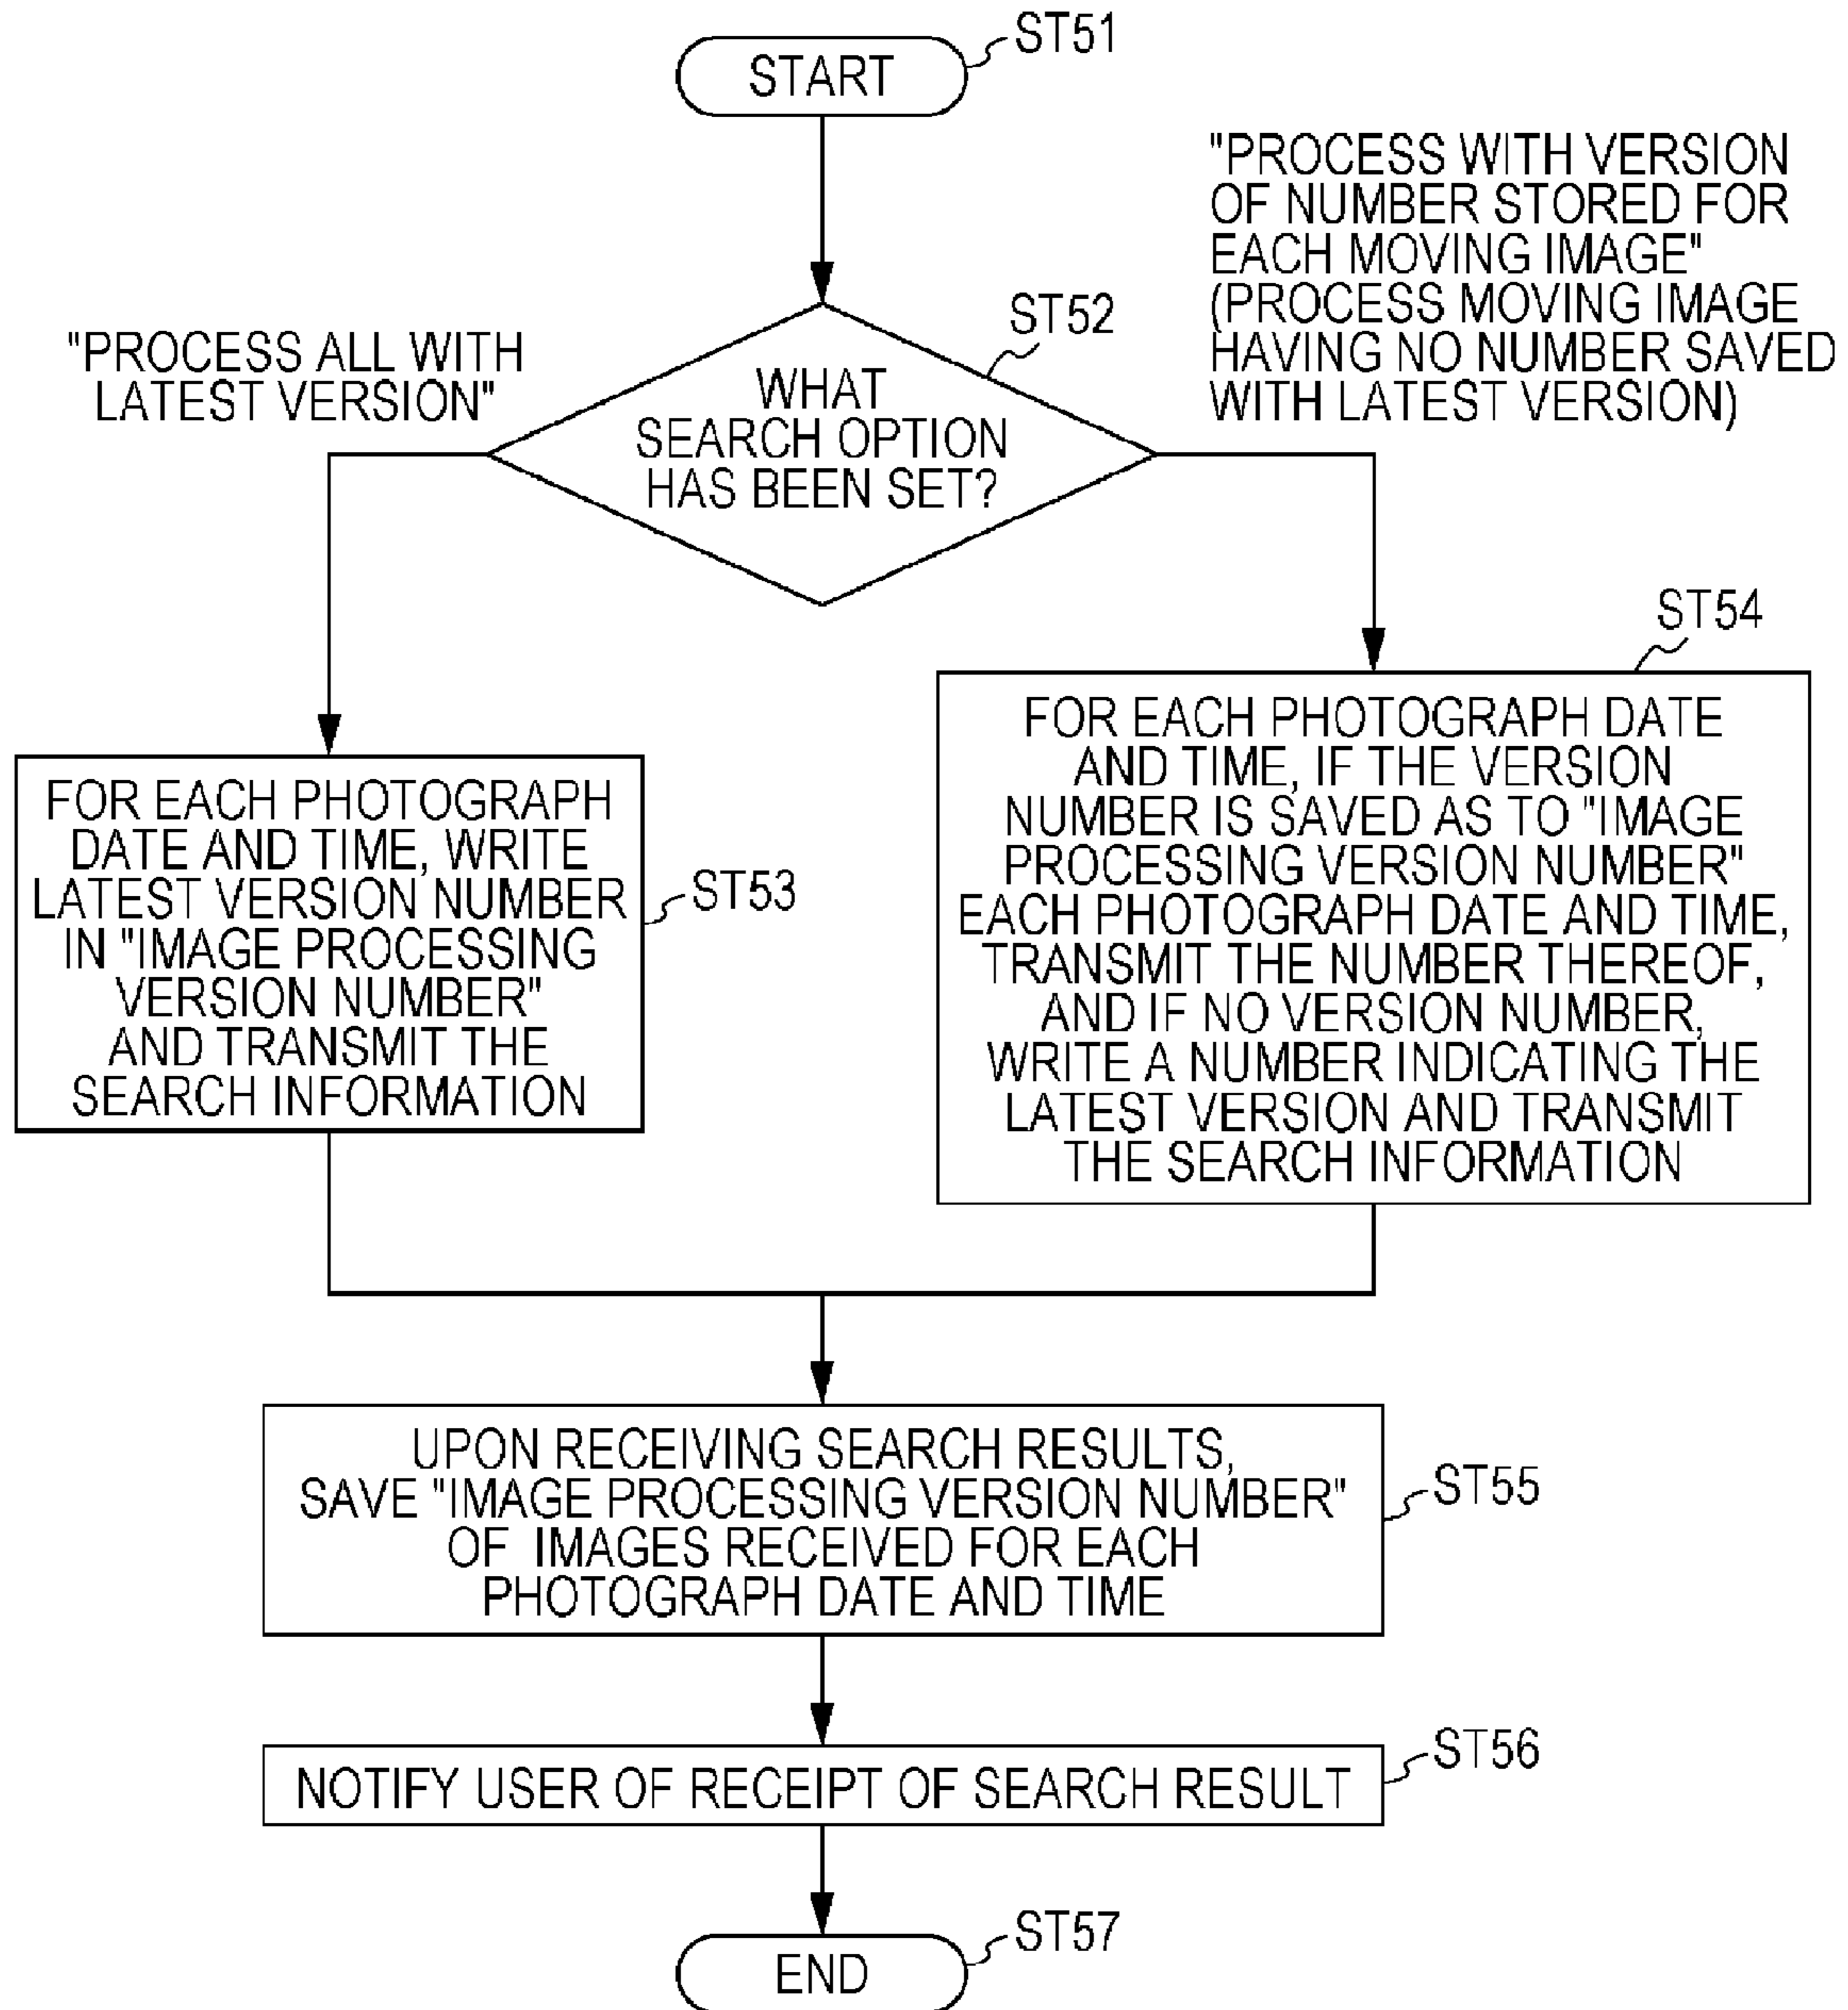 ST51
START
"PROCESS WITH VERSION
OF NUMBER STORED FOR
EACH MOVING IMAGE"
(PROCESS MOVING IMAGE
HAVING NO NUMBER SAVED
WITH LATEST VERSION)
"PROCESS ALL WITH
LATEST VERSION"
ST52
WHAT
SEARCH OPTION
HAS BEEN SET?
ST53
FOR EACH PHOTOGRAPH
DATE AND TIME, WRITE
LATEST VERSION NUMBER
IN "IMAGE PROCESSING
VERSION NUMBER"
AND TRANSMIT THE
SEARCH INFORMATION
ST54
FOR EACH PHOTOGRAPH DATE
AND TIME, IF THE VERSION
NUMBER IS SAVED AS TO "IMAGE
PROCESSING VERSION NUMBER"
EACH PHOTOGRAPH DATE AND TIME,
TRANSMIT THE NUMBER THEREOF,
AND IF NO VERSION NUMBER,
WRITE A NUMBER INDICATING THE
LATEST VERSION AND TRANSMIT
THE SEARCH INFORMATION
UPON RECEIVING SEARCH RESULTS,
SAVE "IMAGE PROCESSING VERSION NUMBER"
OF IMAGES RECEIVED FOR EACH
PHOTOGRAPH DATE AND TIME
ST55
NOTIFY USER OF RECEIPT OF SEARCH RESULT
ST56
ST57
END